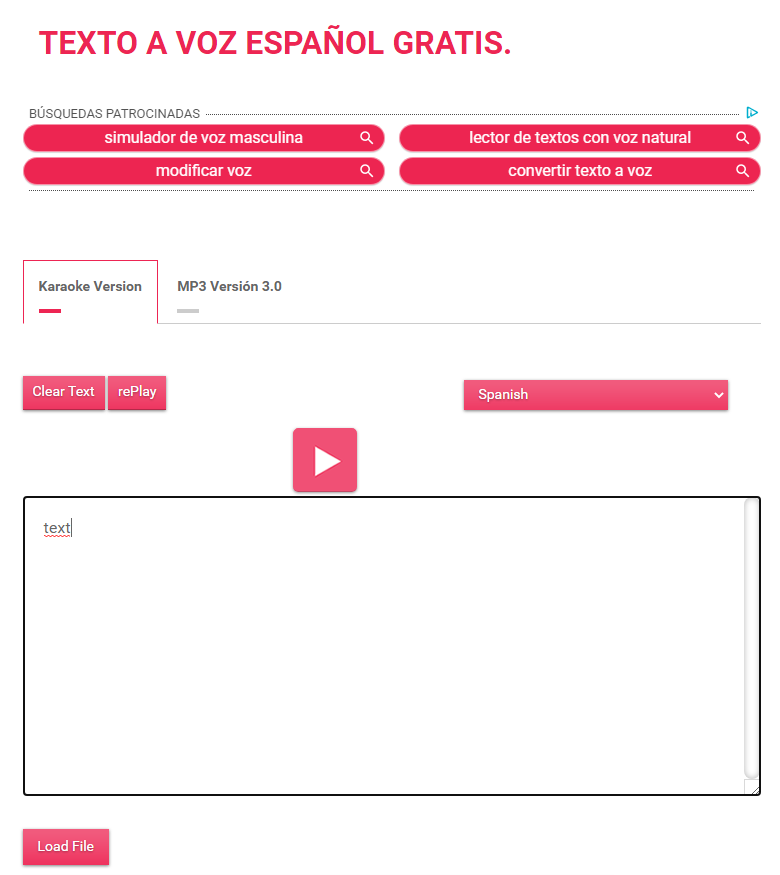 TEXTO A VOZ ESPAÑOL GRATIS.
BÚSQUEDAS PATROCINADAS
simulador de voz masculina
lector de textos con voz natural
modificar voz
convertir texto a voz
Karaoke Version
MP3 Versión 3.0
Clear Text
rePlay
Spanish
text
Load File